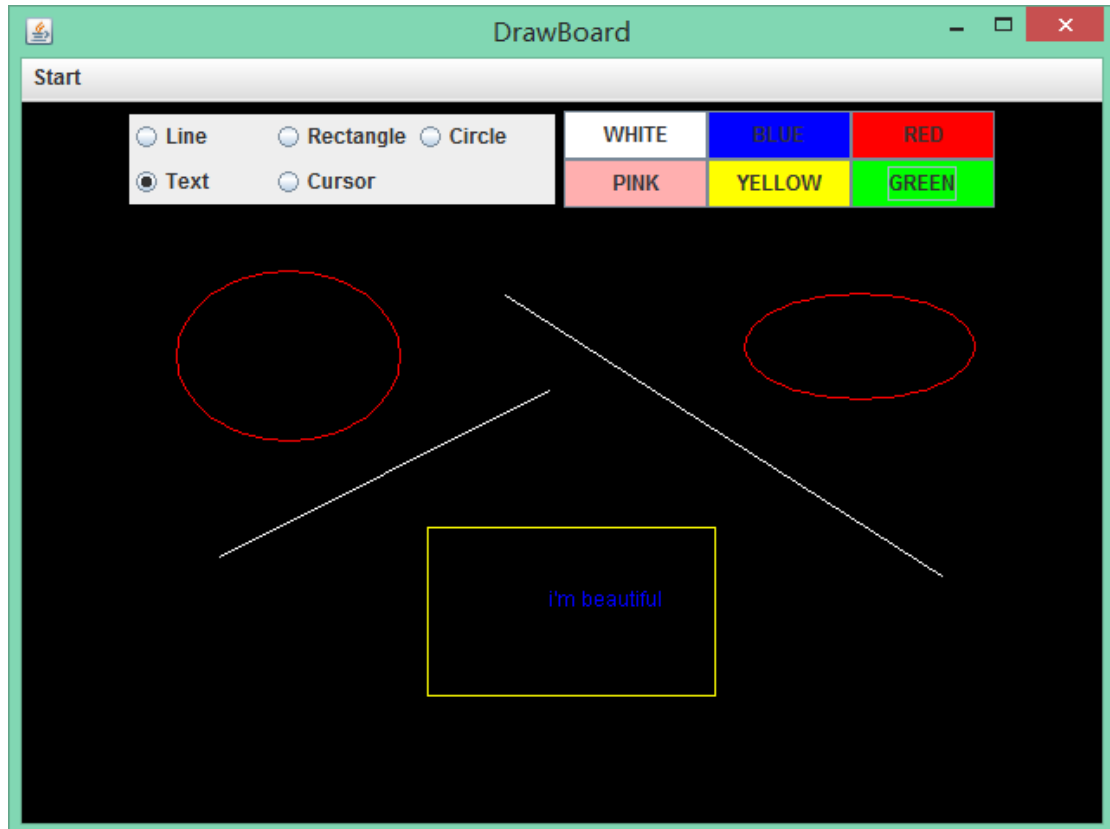 DrawBoard
Start
Line Rectangle Circle
Text Cursor
WHITE BLUE RED
PINK YELLOW GREEN
i'm beautiful